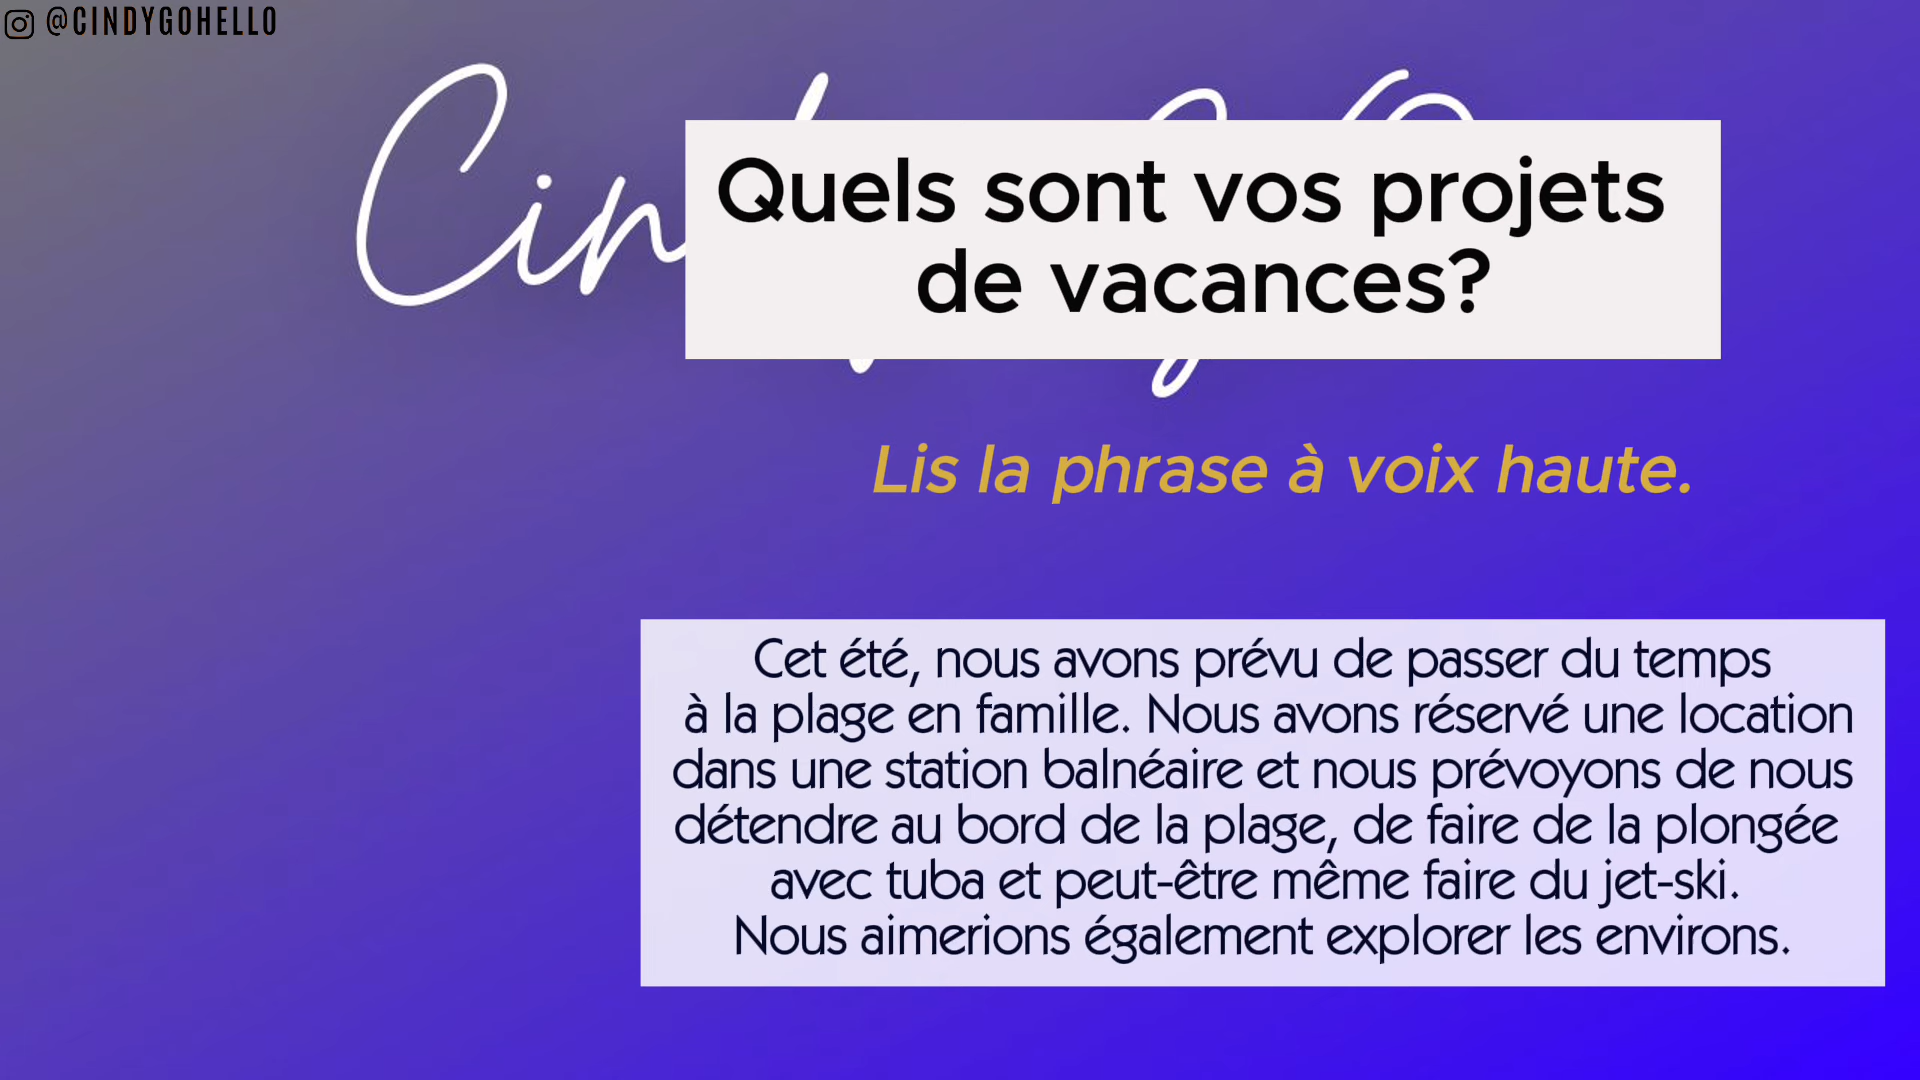 @CINDYGOHELLO
Quels sont vos projets
de vacances?
Lis la phrase à voix haute.
Cet été, nous avons prévu de passer du temps
à la plage en famille. Nous avons réservé une location
dans une station balnéaire et nous prévoyons de nous
détendre au bord de la plage, de faire de la plongée
avec tuba et peut-être même faire du jet-ski.
Nous aimerions également explorer les environs.